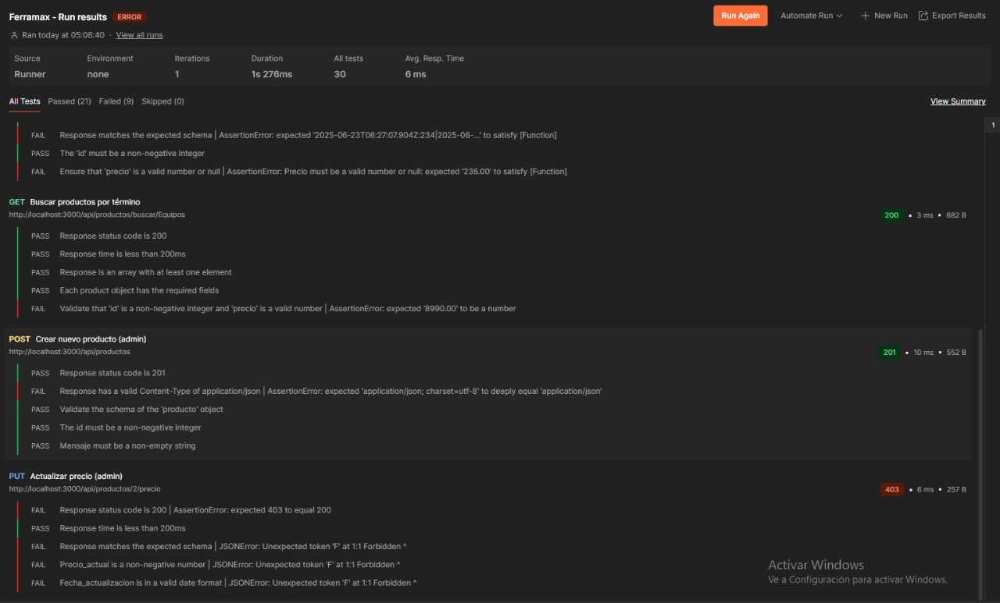 Ferramax - Run results ERROR Run Again Automate Run New Run Export Results
Ran today at 05:08:40 · View all runs
Source Environment Iterations Duration All tests Avg. Resp. Time
Runner none 1 1s 276ms 30 6 ms
All Tests Passed (21) Failed (9) Skipped (0) View Summary
1
FAIL Response matches the expected schema | AssertionError: expected '2025-06-23T06:27:07.904Z:234|2025-06-...' to satisfy [Function]
PASS The 'id' must be a non-negative integer
FAIL Ensure that 'precio' is a valid number or null | AssertionError: Precio must be a valid number or null: expected '236.00' to satisfy [Function]
GET Buscar productos por término
http://localhost:3000/api/productos/buscar/Equipos 200 • 3 ms • 682 B
PASS Response status code is 200
PASS Response time is less than 200ms
PASS Response is an array with at least one element
PASS Each product object has the required fields
FAIL Validate that 'id' is a non-negative integer and 'precio' is a valid number | AssertionError: expected '8990.00' to be a number
POST Crear nuevo producto (admin)
http://localhost:3000/api/productos 201 • 10 ms • 552 B
PASS Response status code is 201
FAIL Response has a valid Content-Type of application/json | AssertionError: expected 'application/json; charset=utf-8' to deeply equal 'application/json'
PASS Validate the schema of the 'producto' object
PASS The id must be a non-negative integer
PASS Mensaje must be a non-empty string
PUT Actualizar precio (admin)
http://localhost:3000/api/productos/2/precio 403 • 6 ms • 257 B
FAIL Response status code is 200 | AssertionError: expected 403 to equal 200
PASS Response time is less than 200ms
FAIL Response matches the expected schema | JSONError: Unexpected token 'F' at 1:1 Forbidden ^
FAIL Precio_actual is a non-negative number | JSONError: Unexpected token 'F' at 1:1 Forbidden ^
FAIL Fecha_actualizacion is in a valid date format | JSONError: Unexpected token 'F' at 1:1 Forbidden ^
Activar Windows
Ve a Configuración para activar Windows.